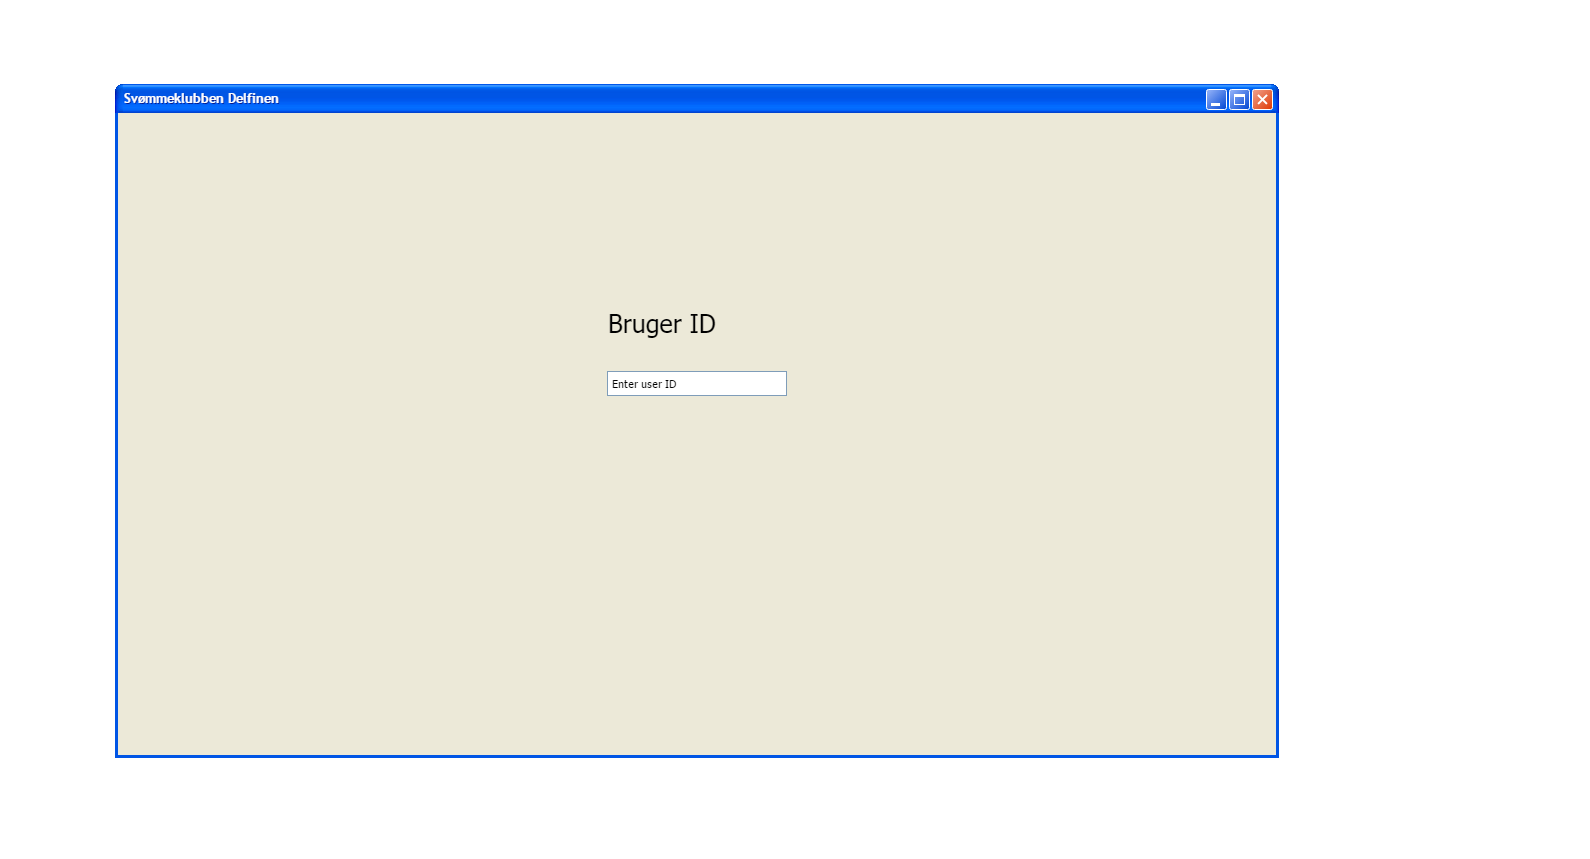 Svømmeklubben Delfinen
Bruger ID
Enter user ID